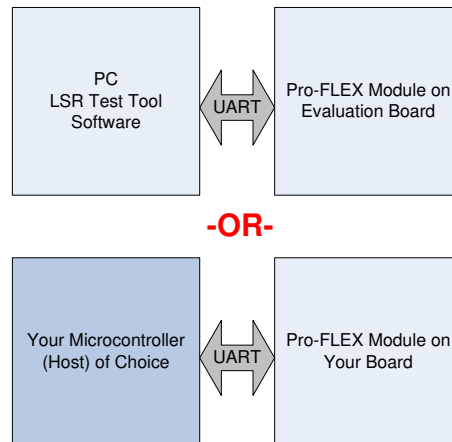 PC
LSR Test Tool
Software
UART
Pro-FLEX Module on
Evaluation Board
-OR-
Your Microcontroller
(Host) of Choice
UART
Pro-FLEX Module on
Your Board